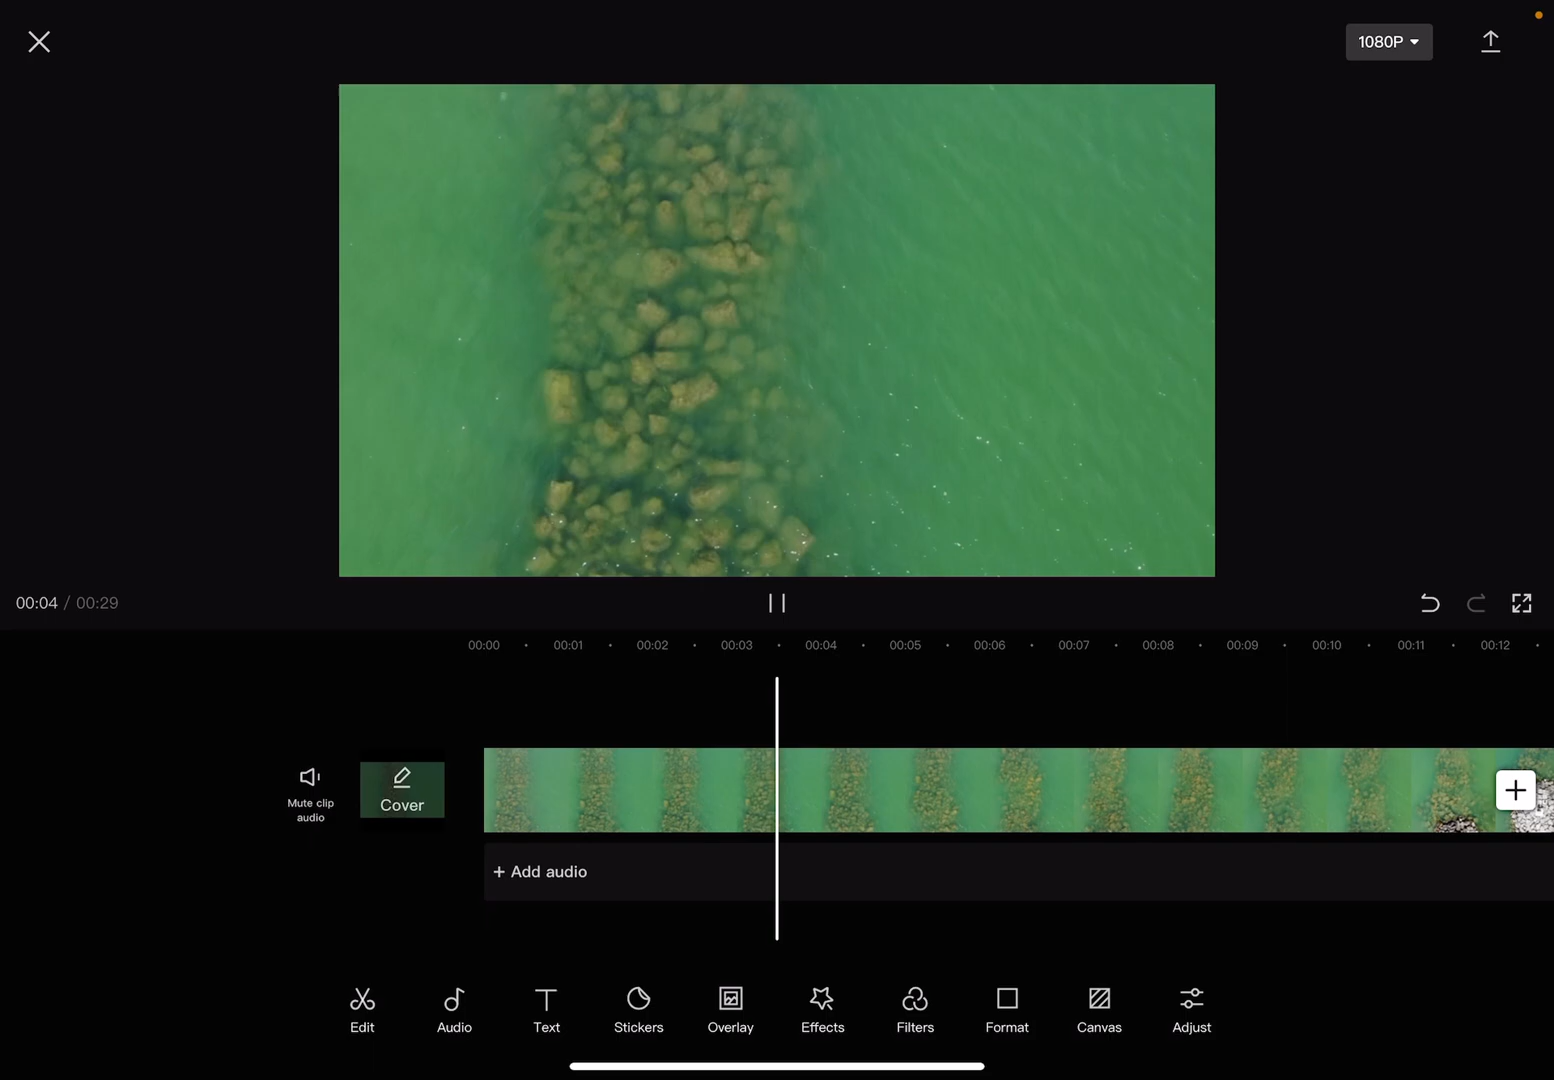 1080P
00:04 / 00:29
00:00 00:01 00:02 00:03 00:04 00:05 00:06 00:07 00:08 00:09 00:10 00:11 00:12
Mute clip
audio
Cover
+ Add audio
Edit Audio Text Stickers Overlay Effects Filters Format Canvas Adjust